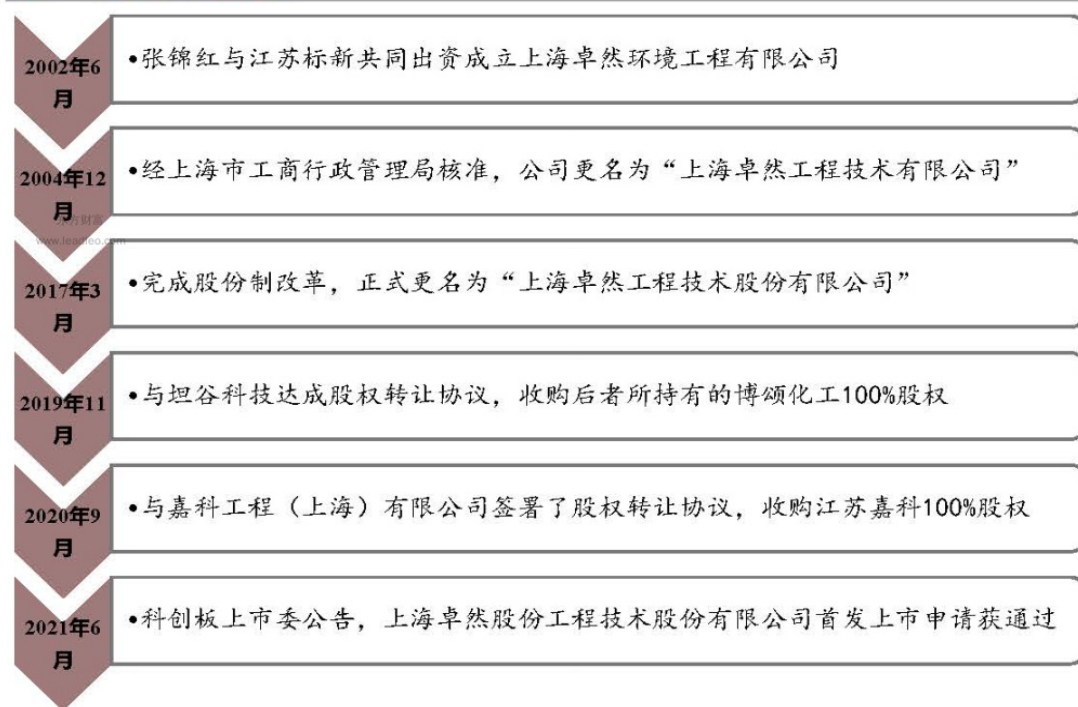 2002年6
月
•张锦红与江苏标新共同出资成立上海卓然环境工程有限公司
2004年12
月
•经上海市工商行政管理局核准，公司更名为“上海卓然工程技术有限公司”
东方财富
www.leadleo.com
2017年3
月
•完成股份制改革，正式更名为“上海卓然工程技术股份有限公司”
2019年11
月
•与坦谷科技达成股权转让协议，收购后者所持有的博颂化工100%股权
2020年9
月
•与嘉科工程（上海）有限公司签署了股权转让协议，收购江苏嘉科100%股权
2021年6
月
•科创板上市委公告，上海卓然股份工程技术股份有限公司首发上市申请获通过